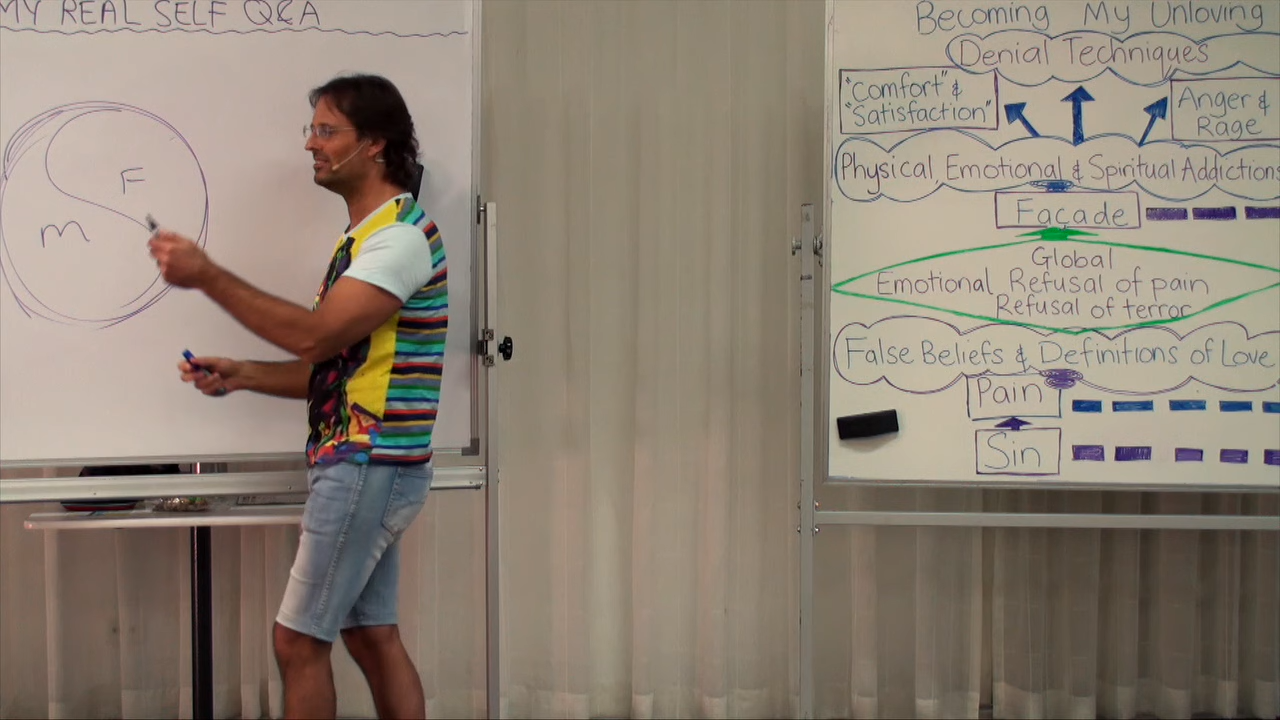 MY REAL SELF Q&A
F
M
Becoming My Unloving
Denial Techniques
"Comfort" &
"Satisfaction"
Anger &
Rage
Physical, Emotional & Spiritual Addictions
Façade
Global
Emotional Refusal of pain
Refusal of terror
False Beliefs & Definitions of Love
Pain
Sin